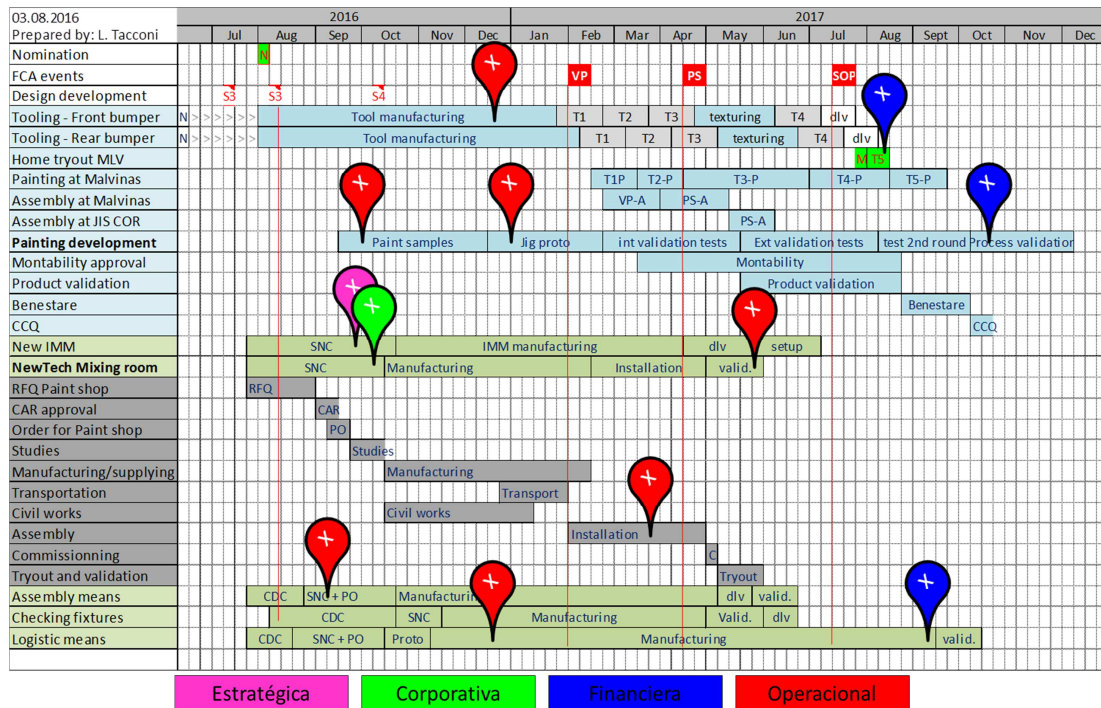 03.08.2016 2016 2017
Prepared by: L. Tacconi Jul Aug Sep Oct Nov Dec Jan Feb Mar Apr May Jun Jul Aug Sept Oct Nov Dec
Nomination N
FCA events VP PS SOP
Design development S3 S3 S4
Tooling - Front bumper N > > > > > > Tool manufacturing T1 T2 T3 texturing T4 dlv
Tooling - Rear bumper N > > > > > > Tool manufacturing T1 T2 T3 texturing T4 dlv
Home tryout MLV M T5
Painting at Malvinas T1P T2-P T3-P T4-P T5-P
Assembly at Malvinas VP-A PS-A
Assembly at JIS COR PS-A
Painting development Paint samples Jig proto int validation tests Ext validation tests test 2nd round Process validation
Montability approval Montability
Product validation Product validation
Benestare Benestare
CCQ CCQ
New IMM SNC IMM manufacturing dlv setup
NewTech Mixing room SNC Manufacturing Installation valid.
RFQ Paint shop RFQ
CAR approval CAR
Order for Paint shop PO
Studies Studies
Manufacturing/supplying Manufacturing
Transportation Transport
Civil works Civil works
Assembly Installation
Commissionning C
Tryout and validation Tryout
Assembly means CDC SNC + PO Manufacturing dlv valid.
Checking fixtures CDC SNC Manufacturing Valid. dlv
Logistic means CDC SNC + PO Proto Manufacturing valid.
Estratégica Corporativa Financiera Operacional